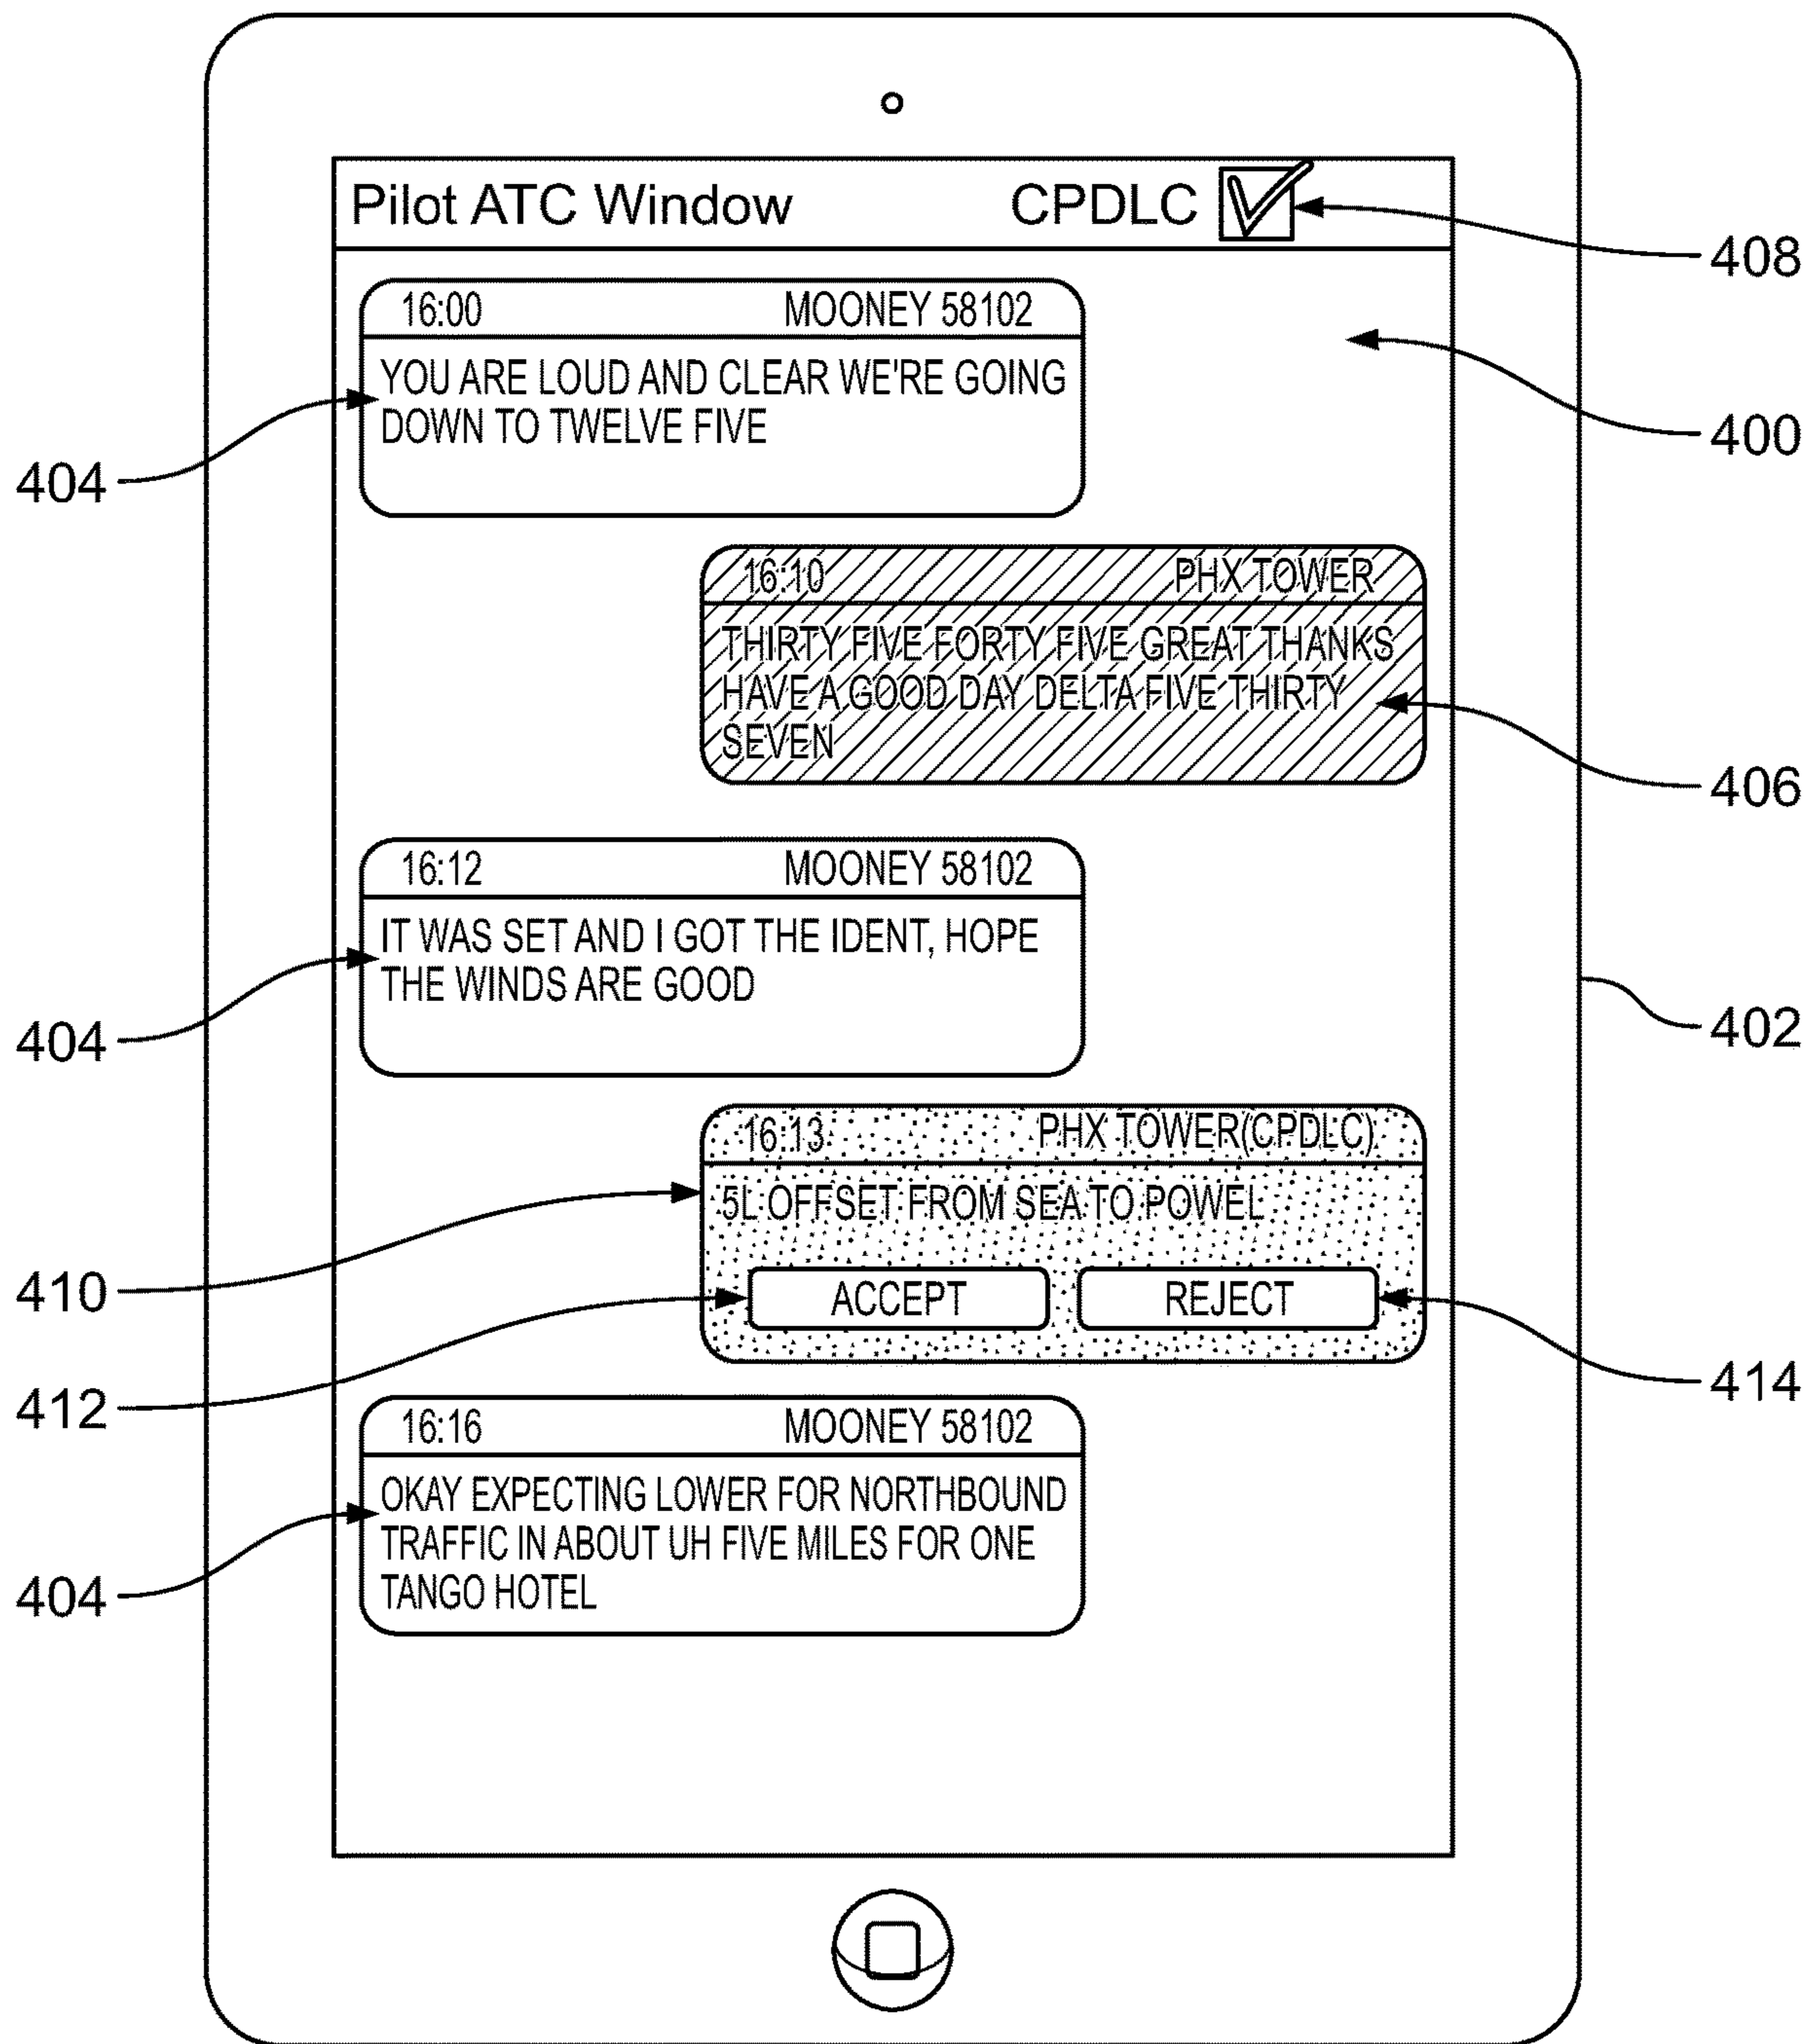 Pilot ATC Window CPDLC
408
16:00 MOONEY 58102
400
YOU ARE LOUD AND CLEAR WE'RE GOING
DOWN TO TWELVE FIVE
404
16:10 PHX TOWER
THIRTY FIVE FORTY FIVE GREAT THANKS
HAVE A GOOD DAY DELTA FIVE THIRTY
SEVEN
406
16:12 MOONEY 58102
IT WAS SET AND I GOT THE IDENT, HOPE
THE WINDS ARE GOOD
404
402
16:13 PHX TOWER(CPDLC)
5L OFFSET FROM SEA TO POWEL
410
ACCEPT REJECT
412
414
16:16 MOONEY 58102
OKAY EXPECTING LOWER FOR NORTHBOUND
TRAFFIC IN ABOUT UH FIVE MILES FOR ONE
TANGO HOTEL
404